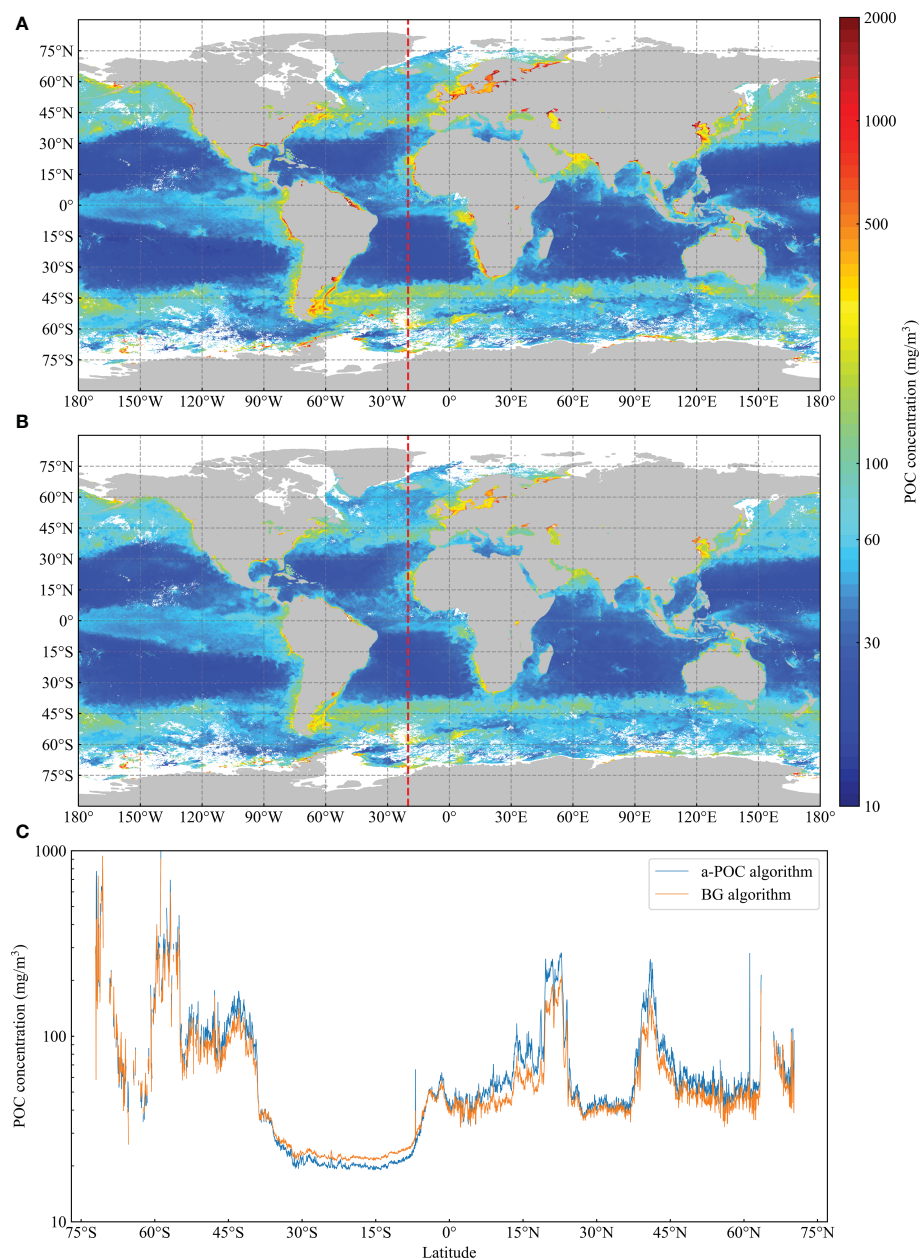 A
75°N
60°N
45°N
30°N
15°N
0°
15°S
30°S
45°S
60°S
75°S
180° 150°W 120°W 90°W 60°W 30°W 0° 30°E 60°E 90°E 120°E 150°E 180°
B
75°N
60°N
45°N
30°N
15°N
0°
15°S
30°S
45°S
60°S
75°S
180° 150°W 120°W 90°W 60°W 30°W 0° 30°E 60°E 90°E 120°E 150°E 180°
2000
1000
500
100
60
30
10
POC concentration (mg/m³)
C
1000
100
10
POC concentration (mg/m³)
a-POC algorithm
BG algorithm
75°S 60°S 45°S 30°S 15°S 0° 15°N 30°N 45°N 60°N 75°N
Latitude